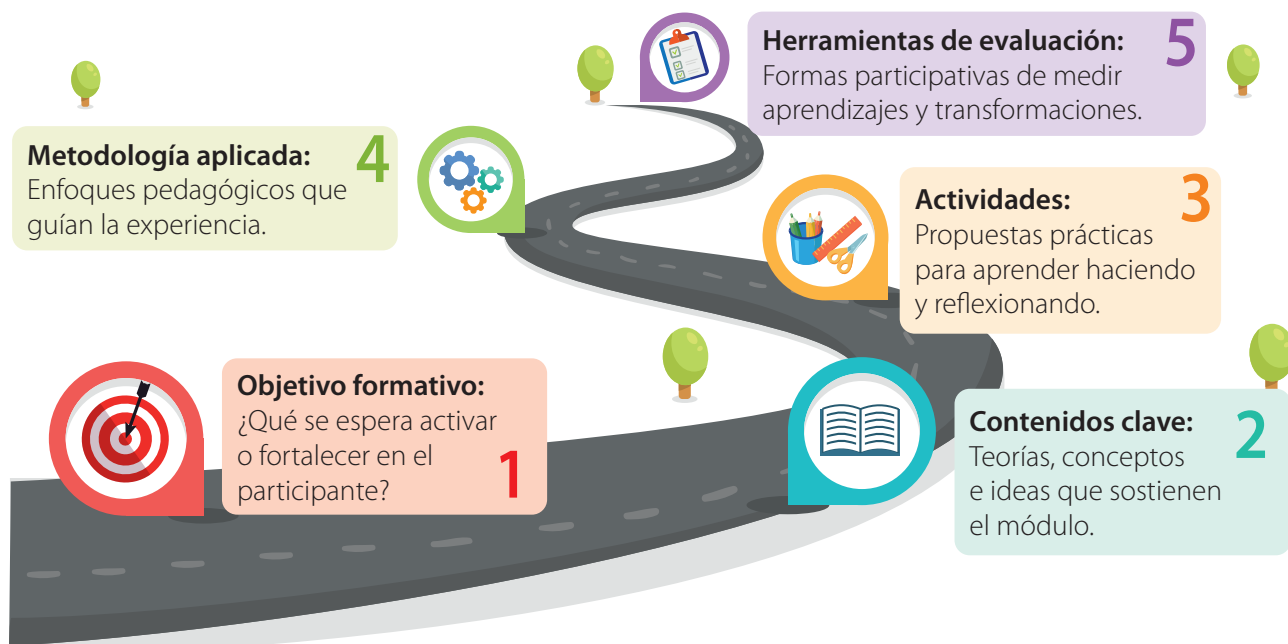 Objetivo formativo:
¿Qué se espera activar
o fortalecer en el
participante?
1
Contenidos clave:
Teorías, conceptos
e ideas que sostienen
el módulo.
2
Actividades:
Propuestas prácticas
para aprender haciendo
y reflexionando.
3
Metodología aplicada:
Enfoques pedagógicos que
guían la experiencia.
4
Herramientas de evaluación:
Formas participativas de medir
aprendizajes y transformaciones.
5